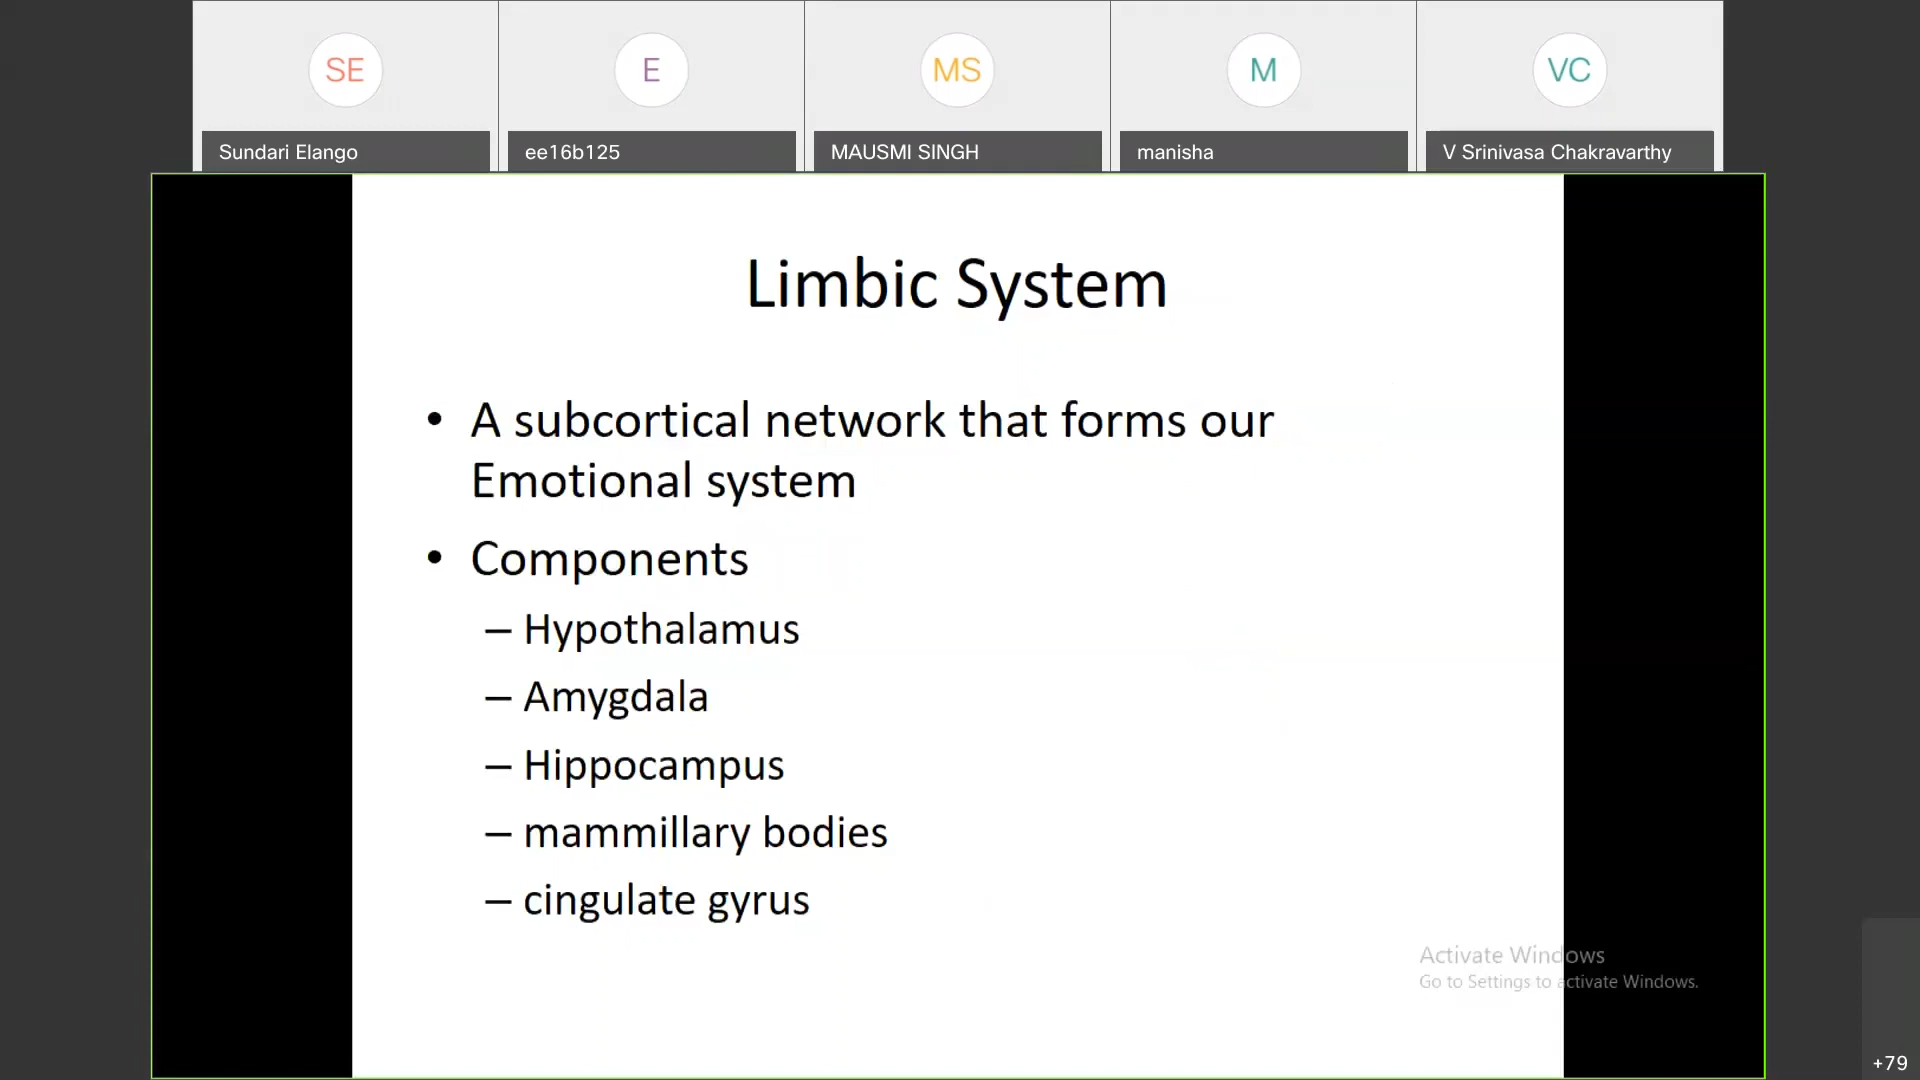 SE
E
MS
M
VC
Sundari Elango
ee16b125
MAUSMI SINGH
manisha
V Srinivasa Chakravarthy
Limbic System
• A subcortical network that forms our
Emotional system
• Components
– Hypothalamus
– Amygdala
– Hippocampus
– mammillary bodies
– cingulate gyrus
Activate Windows
Go to Settings to activate Windows.
+79